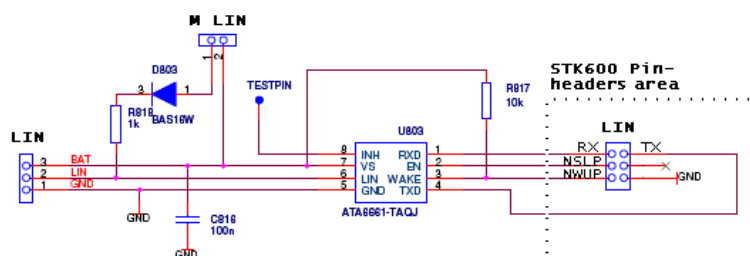 M LIN
1 2
D803
3 1
BAS16W
R818
1k
TESTPIN
R817
10k
STK600 Pin-
headers area
LIN
3 BAT
2 LIN
1 GND
GND
C816
100n
GND
U803
8 INH RXD 1
7 VS EN 2
6 LIN WAKE 3
5 GND TXD 4
ATA6661-TAQJ
LIN
RX TX
NSLP
NWUP GND